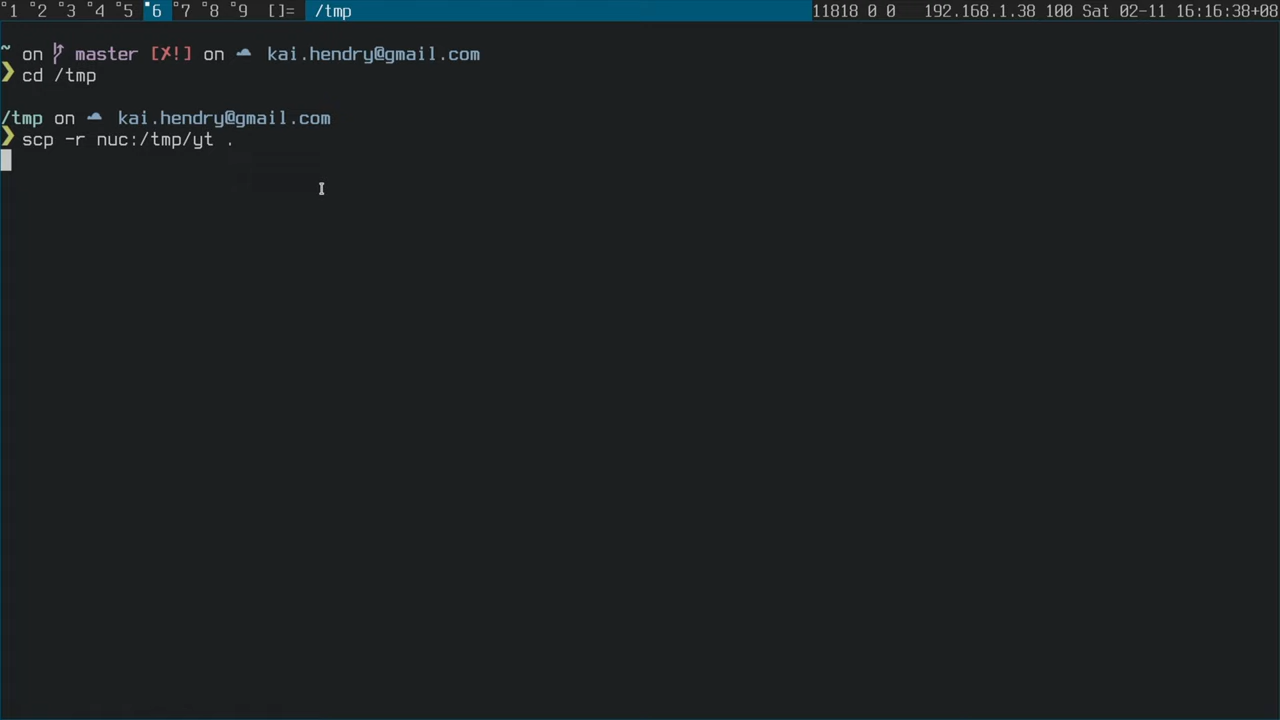 °1 °2 °3 °4 °5 °6 °7 °8 °9 []= /tmp 11818 0 0 192.168.1.38 100 Sat 02-11 16:16:38+08
~ on master [✗!] on ☁ kai.hendry@gmail.com
❯ cd /tmp
/tmp on ☁ kai.hendry@gmail.com
❯ scp -r nuc:/tmp/yt .